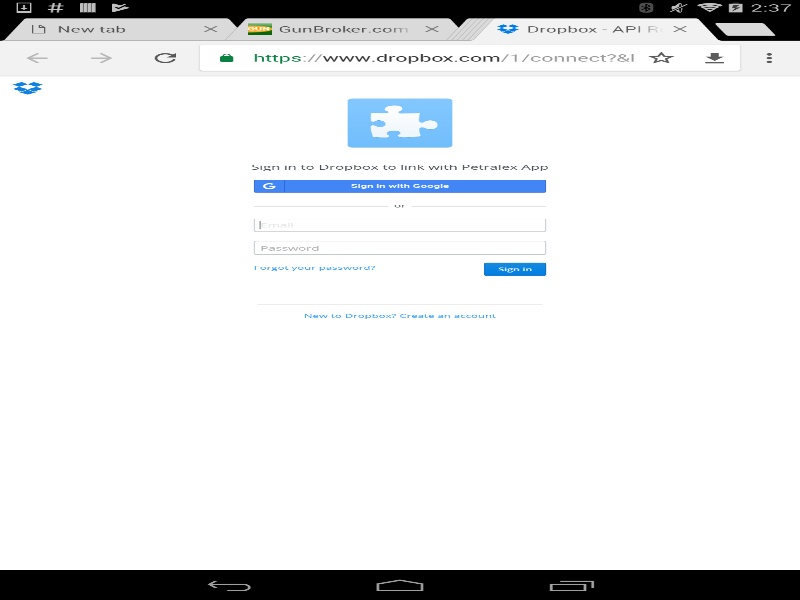 2:37
New tab
GunBroker.com
Dropbox - API R
https://www.dropbox.com/1/connect?&l
Sign in to Dropbox to link with Petralex App
G Sign in with Google
or
Email
Password
Forgot your password?
Sign in
New to Dropbox? Create an account